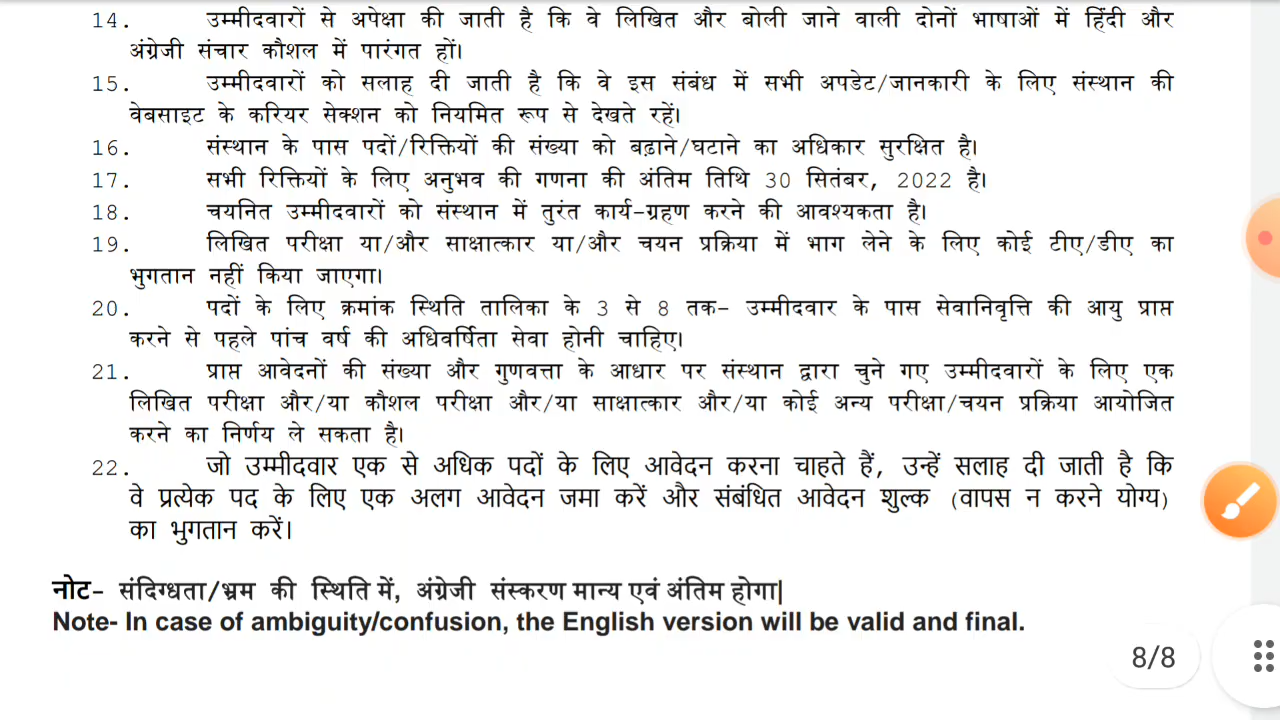 14. उम्मीदवारों से अपेक्षा की जाती है कि वे लिखित और बोली जाने वाली दोनों भाषाओं में हिंदी और
अंग्रेजी संचार कौशल में पारंगत हों।
15. उम्मीदवारों को सलाह दी जाती है कि वे इस संबंध में सभी अपडेट/जानकारी के लिए संस्थान की
वेबसाइट के करियर सेक्शन को नियमित रूप से देखते रहें।
16. संस्थान के पास पदों/रिक्तियों की संख्या को बढ़ाने/घटाने का अधिकार सुरक्षित है।
17. सभी रिक्तियों के लिए अनुभव की गणना की अंतिम तिथि 30 सितंबर, 2022 है।
18. चयनित उम्मीदवारों को संस्थान में तुरंत कार्य-ग्रहण करने की आवश्यकता है।
19. लिखित परीक्षा या/और साक्षात्कार या/और चयन प्रक्रिया में भाग लेने के लिए कोई टीए/डीए का
भुगतान नहीं किया जाएगा।
20. पदों के लिए क्रमांक स्थिति तालिका के 3 से 8 तक- उम्मीदवार के पास सेवानिवृत्ति की आयु प्राप्त
करने से पहले पांच वर्ष की अधिवर्षिता सेवा होनी चाहिए।
21. प्राप्त आवेदनों की संख्या और गुणवत्ता के आधार पर संस्थान द्वारा चुने गए उम्मीदवारों के लिए एक
लिखित परीक्षा और/या कौशल परीक्षा और/या साक्षात्कार और/या कोई अन्य परीक्षा/चयन प्रक्रिया आयोजित
करने का निर्णय ले सकता है।
22. जो उम्मीदवार एक से अधिक पदों के लिए आवेदन करना चाहते हैं, उन्हें सलाह दी जाती है कि
वे प्रत्येक पद के लिए एक अलग आवेदन जमा करें और संबंधित आवेदन शुल्क (वापस न करने योग्य)
का भुगतान करें।
नोट- संदिग्धता/भ्रम की स्थिति में, अंग्रेजी संस्करण मान्य एवं अंतिम होगा|
Note- In case of ambiguity/confusion, the English version will be valid and final.
8/8